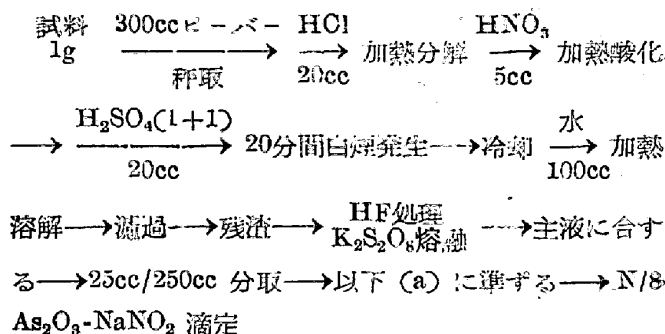 試料 300ccビーバー HCl HNO₃
1g ⟶ ⟶ 加熱分解 ⟶ 加熱酸化
秤取 20cc 5cc
H₂SO₄(1+1) 水
⟶ ⟶ 20分間白煙発生⟶冷却 ⟶ 加熱
20cc 100cc
HF処理
溶解⟶濾過⟶残渣⟶ ⟶主液に合す
K₂S₂O₈熔融
る⟶25cc/250cc 分取⟶以下 (a) に準ずる⟶N/8
As₂O₃-NaNO₂ 滴定